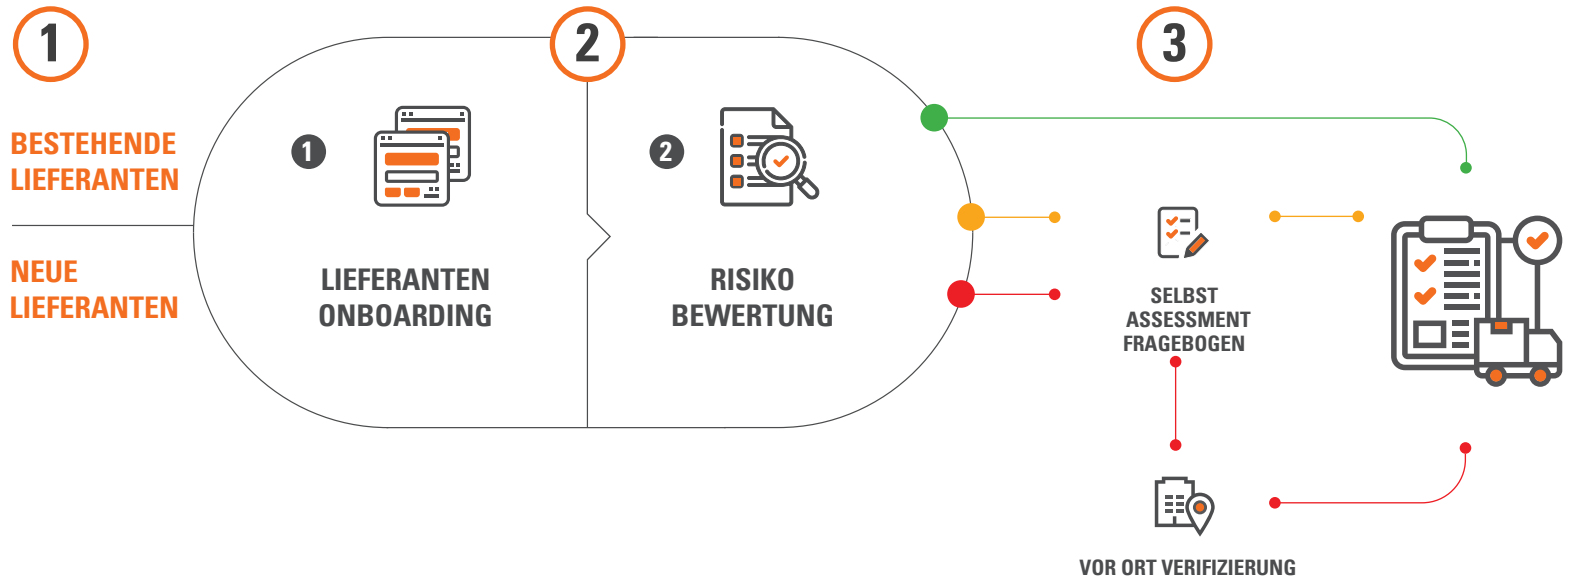 1
2
3
BESTEHENDE
LIEFERANTEN
NEUE
LIEFERANTEN
1
LIEFERANTEN
ONBOARDING
2
RISIKO
BEWERTUNG
SELBST
ASSESSMENT
FRAGEBOGEN
VOR ORT VERIFIZIERUNG